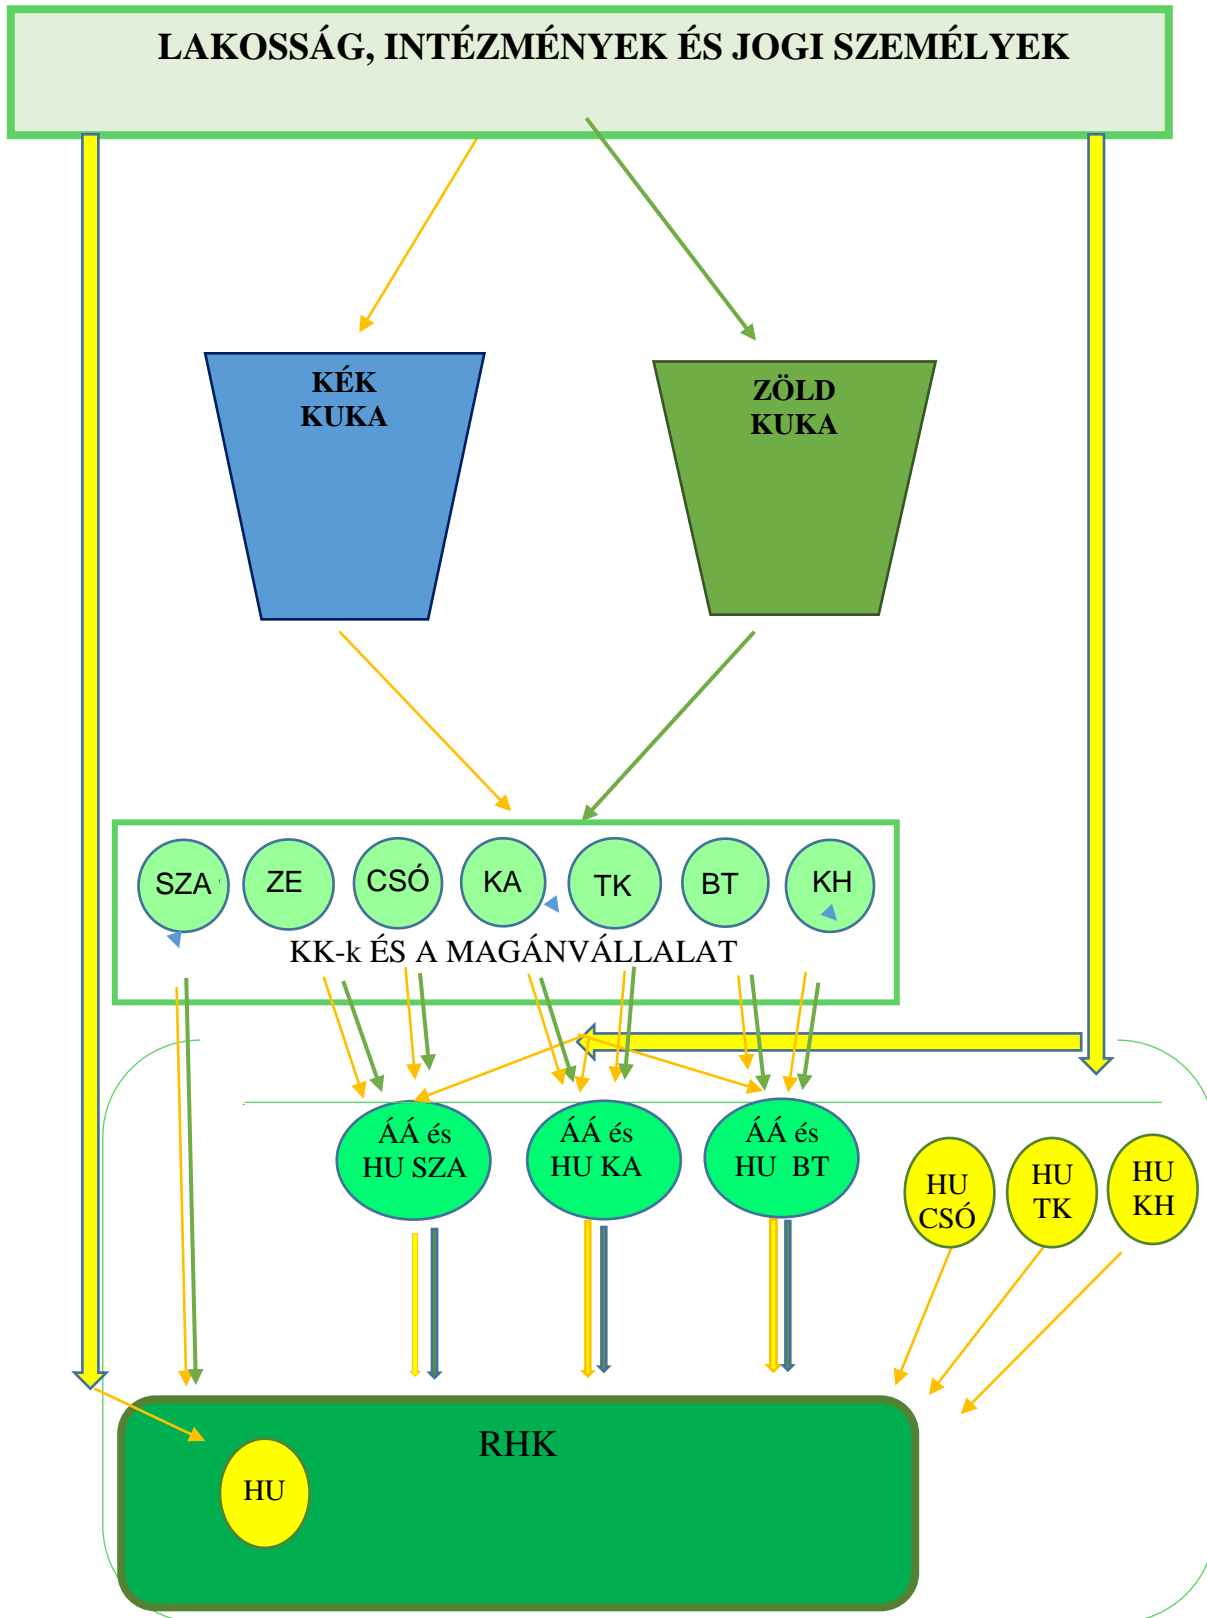 LAKOSSÁG, INTÉZMÉNYEK ÉS JOGI SZEMÉLYEK
KÉK
KUKA
ZÖLD
KUKA
SZA
ZE
CSÓ
KA
TK
BT
KH
KK-k ÉS A MAGÁNVÁLLALAT
ÁÁ és
HU SZA
ÁÁ és
HU KA
ÁÁ és
HU BT
HU
CSÓ
HU
TK
HU
KH
RHK
HU